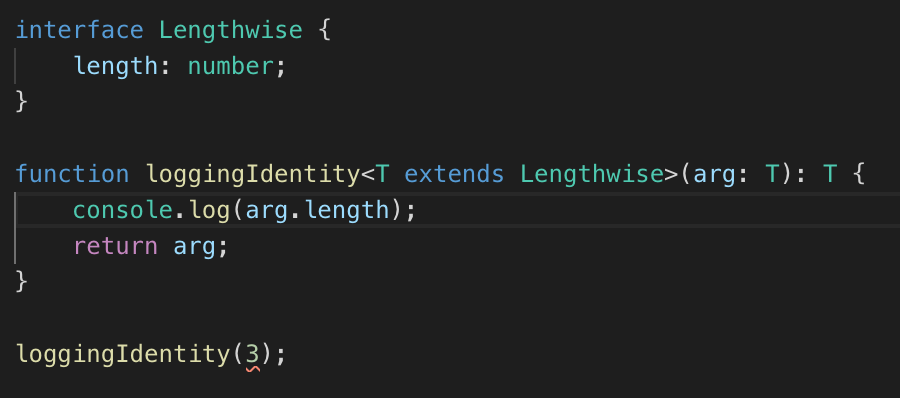 interface Lengthwise {
    length: number;
}
function loggingIdentity<T extends Lengthwise>(arg: T): T {
    console.log(arg.length);
    return arg;
}
loggingIdentity(3);